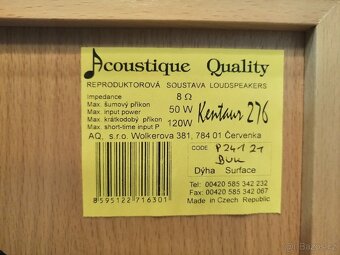 Acoustique Quality
REPRODUKTOROVÁ SOUSTAVA LOUDSPEAKERS
Impedance 8 Ω
Max. šumový příkon
Max. input power 50 W
Max. krátkodobý příkon
Max. short-time input P 120W
Kentaur 276
AQ, s.r.o. Wolkerova 381, 784 01 Červenka
CODE P241 21
Buk
Dýha Surface
Tel: 00420 585 342 232
Fax: 00420 585 342 067
Made in Czech Republic
8595122716301